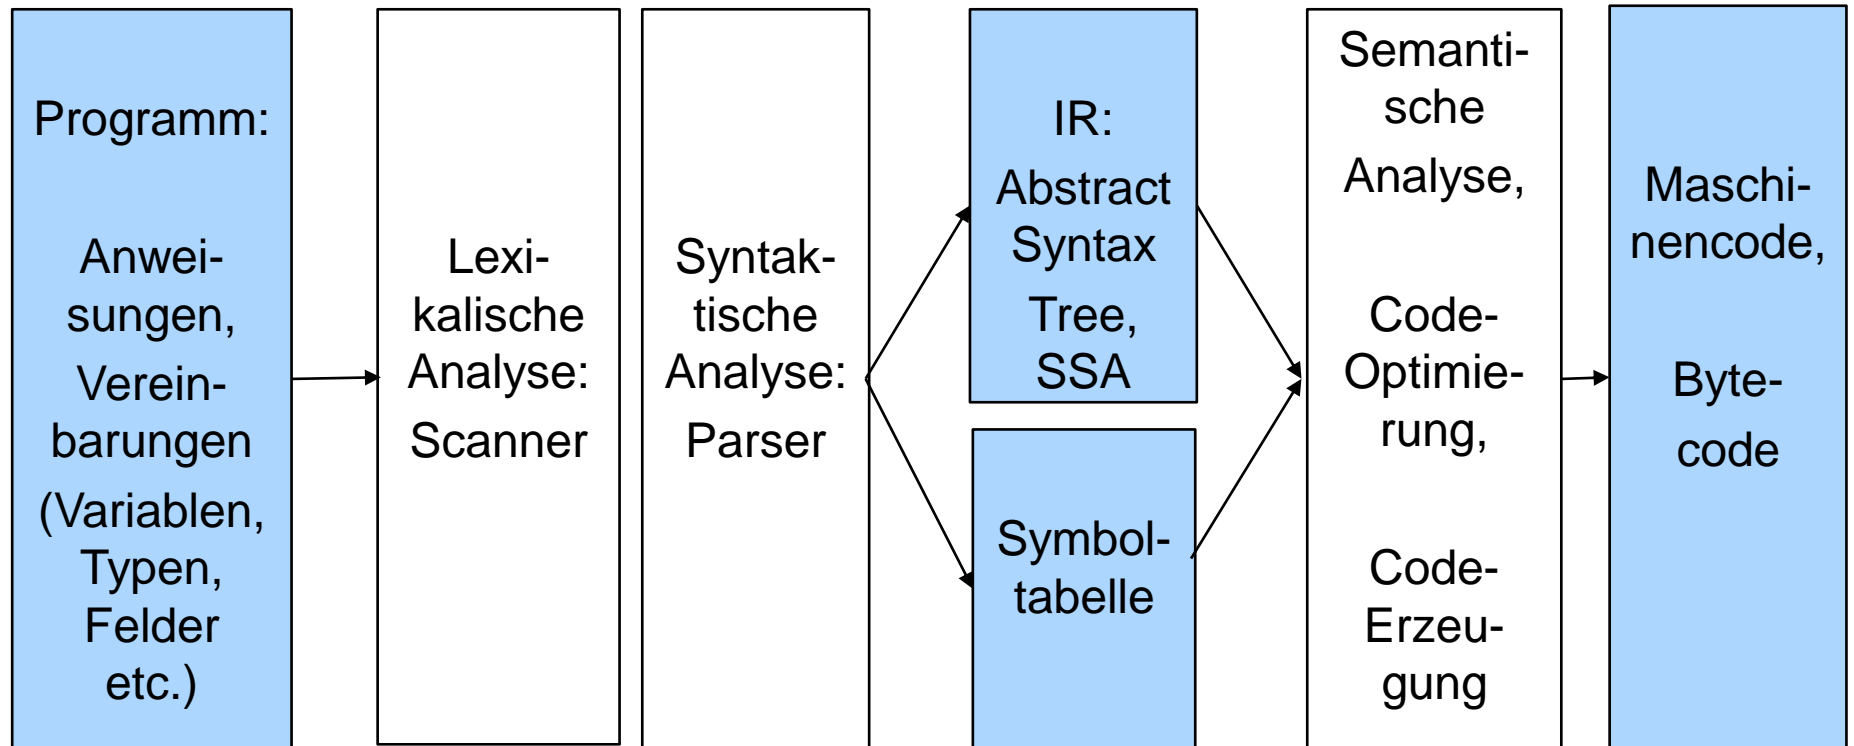 Programm:
Anwei-
sungen,
Verein-
barungen
(Variablen,
Typen,
Felder
etc.)
Lexi-
kalische
Analyse:
Scanner
Syntak-
tische
Analyse:
Parser
IR:
Abstract
Syntax
Tree,
SSA
Symbol-
tabelle
Semanti-
sche
Analyse,
Code-
Optimie-
rung,
Code-
Erzeu-
gung
Maschi-
nencode,
Byte-
code